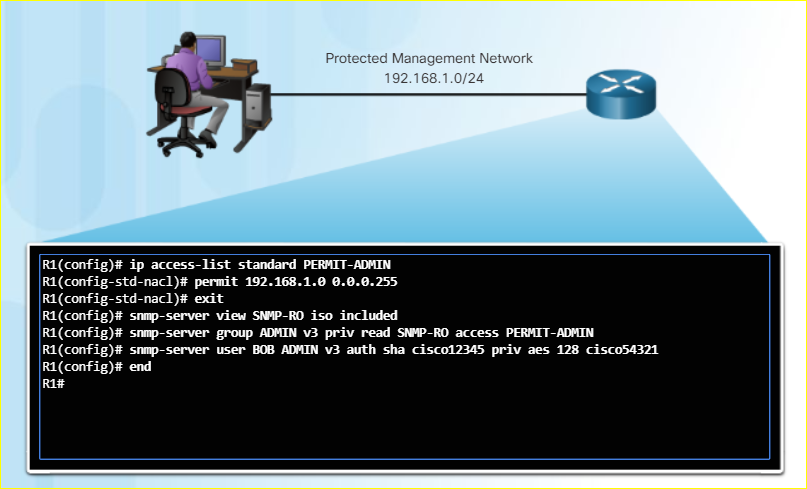 Protected Management Network
192.168.1.0/24
R1(config)# ip access-list standard PERMIT-ADMIN
R1(config-std-nacl)# permit 192.168.1.0 0.0.0.255
R1(config-std-nacl)# exit
R1(config)# snmp-server view SNMP-RO iso included
R1(config)# snmp-server group ADMIN v3 priv read SNMP-RO access PERMIT-ADMIN
R1(config)# snmp-server user BOB ADMIN v3 auth sha cisco12345 priv aes 128 cisco54321
R1(config)# end
R1#